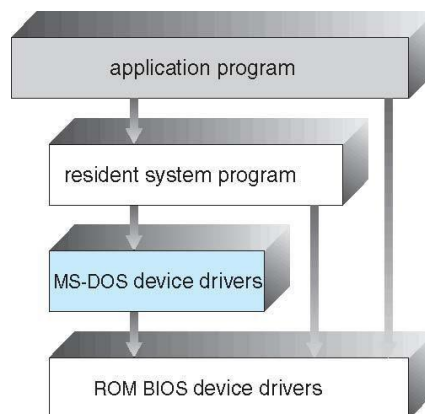 application program
resident system program
MS-DOS device drivers
ROM BIOS device drivers